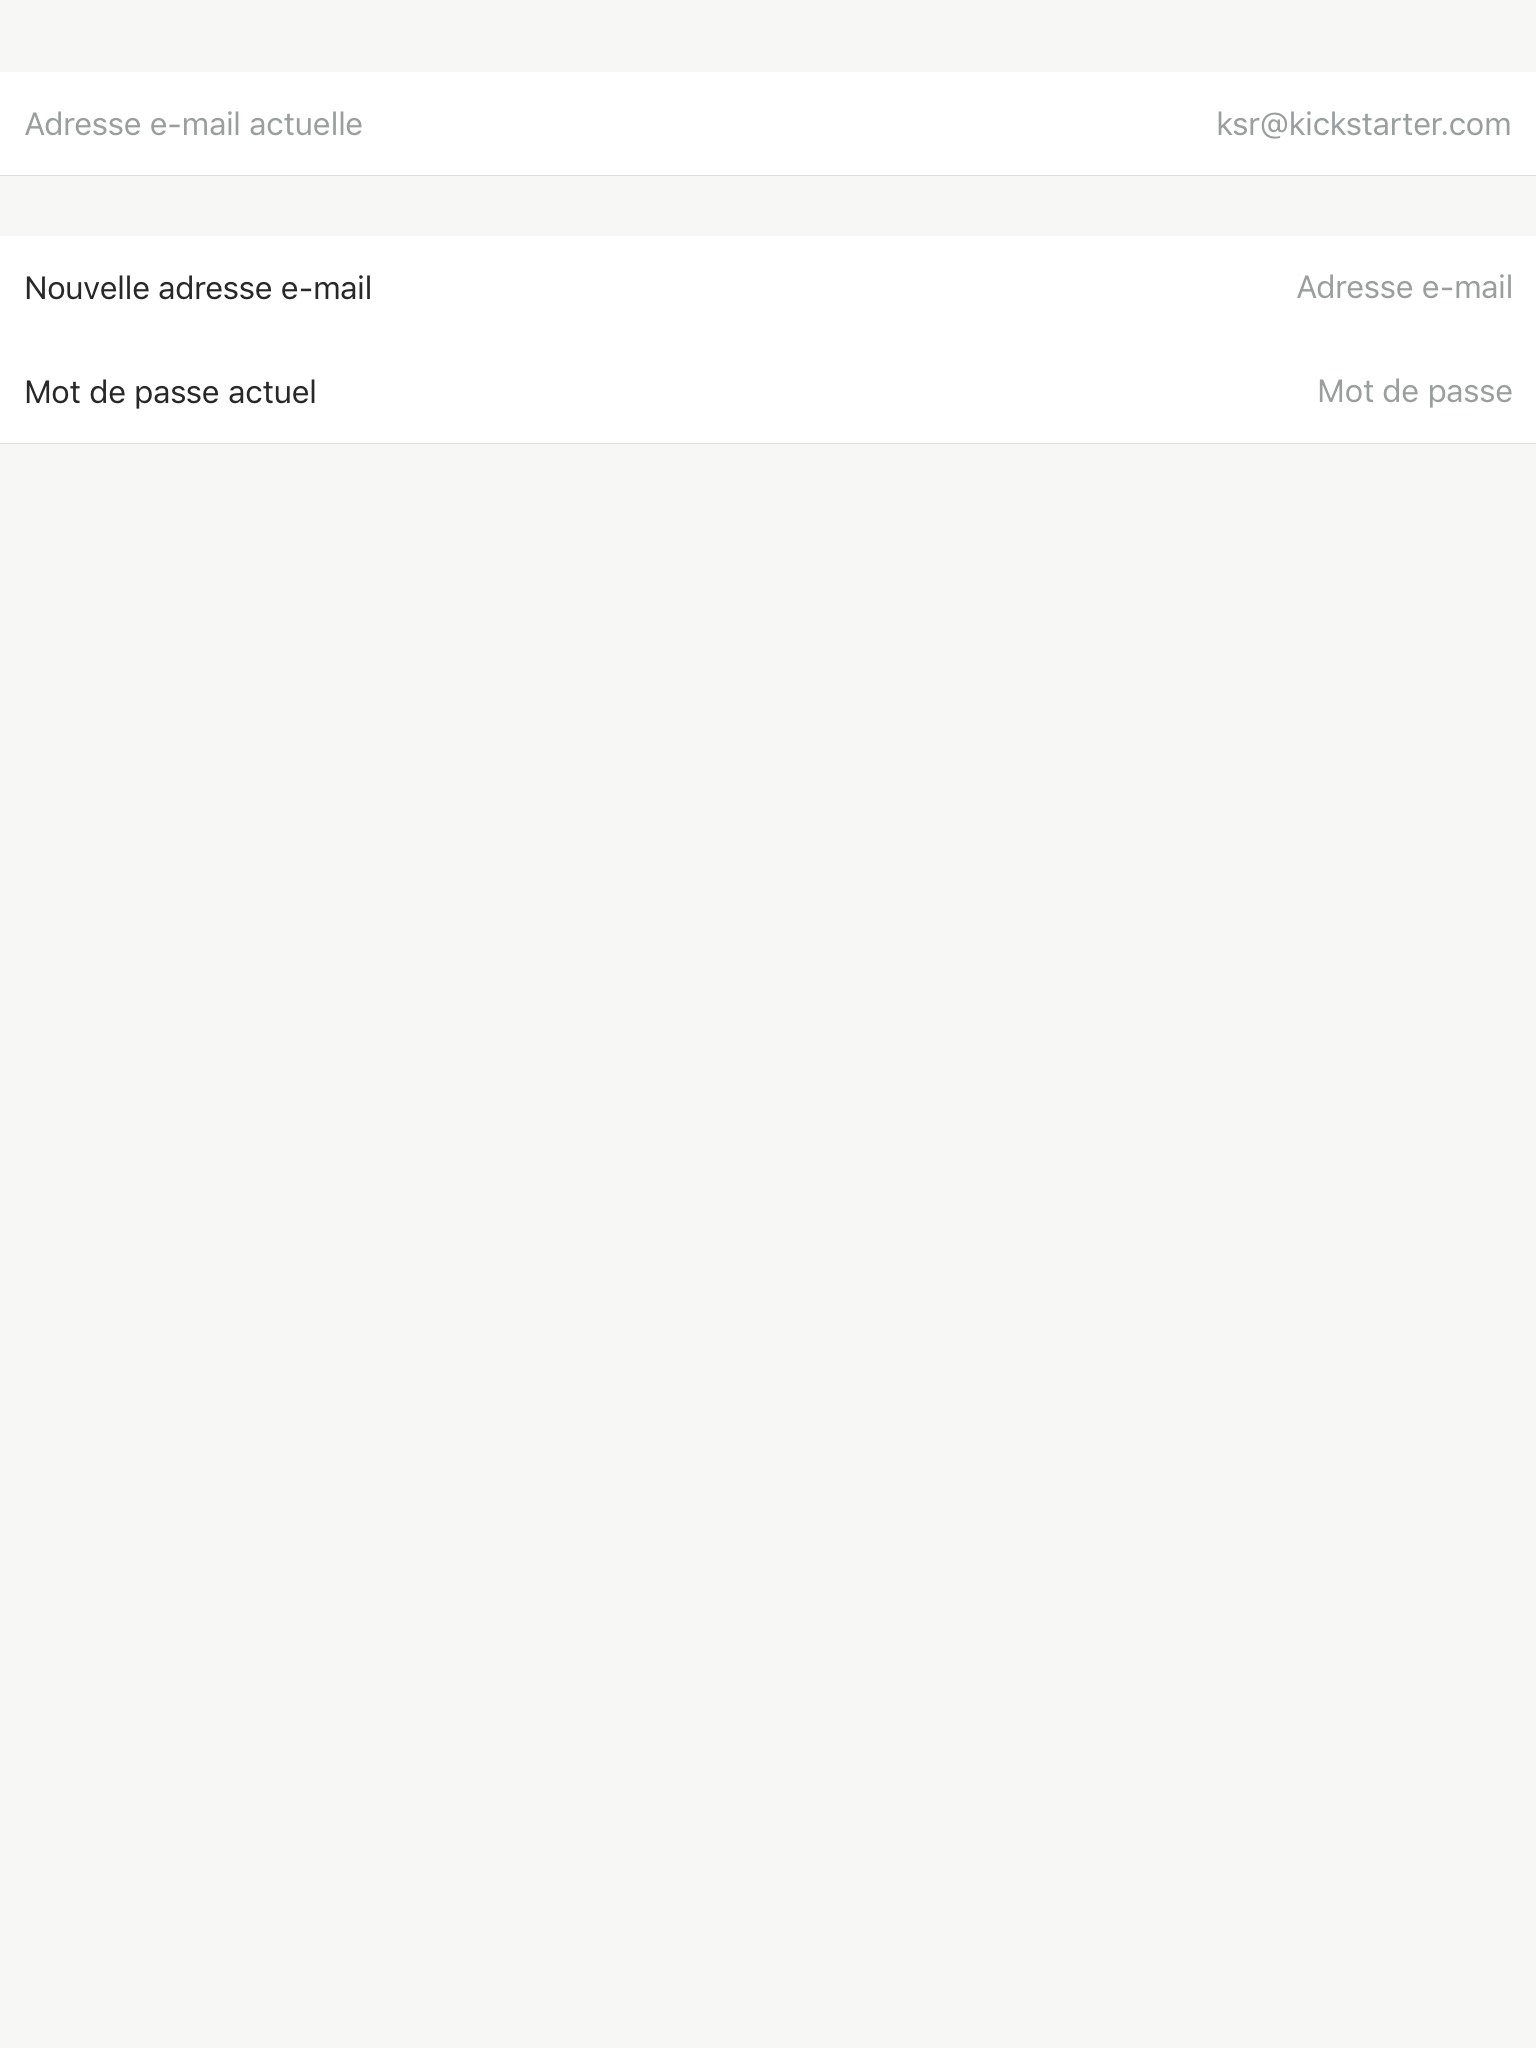 Adresse e-mail actuelle ksr@kickstarter.com
Nouvelle adresse e-mail Adresse e-mail
Mot de passe actuel Mot de passe